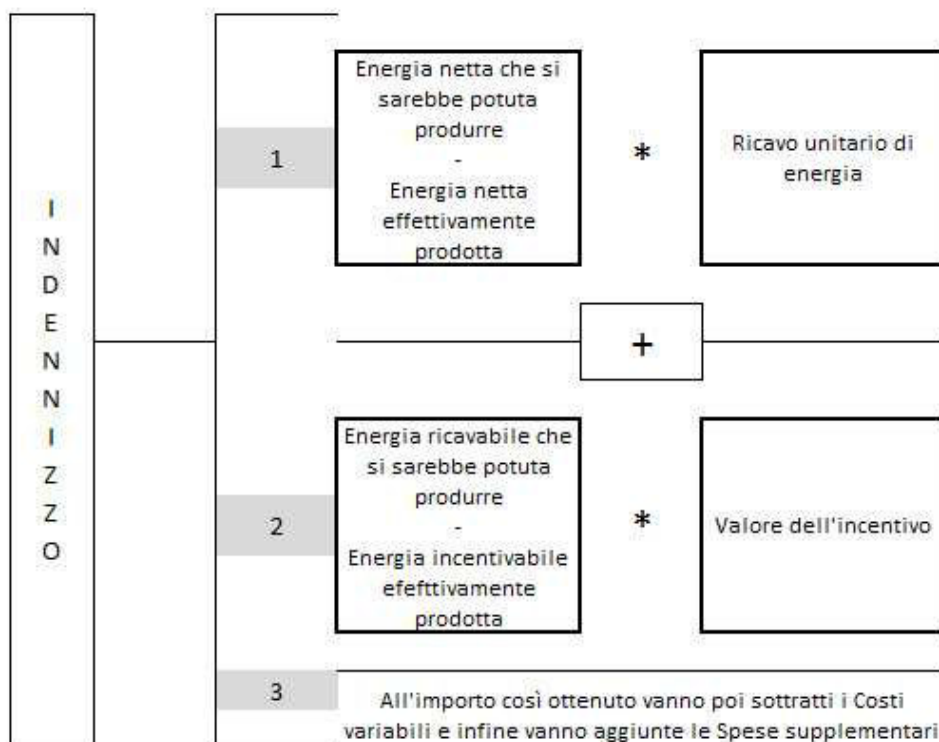 INDENNIZZO
1
Energia netta che si
sarebbe potuta
produrre
-
Energia netta
effettivamente
prodotta
*
Ricavo unitario di
energia
+
2
Energia ricavabile che
si sarebbe potuta
produrre
-
Energia incentivabile
efefttivamente
prodotta
*
Valore dell'incentivo
3
All'importo così ottenuto vanno poi sottratti i Costi
variabili e infine vanno aggiunte le Spese supplementari